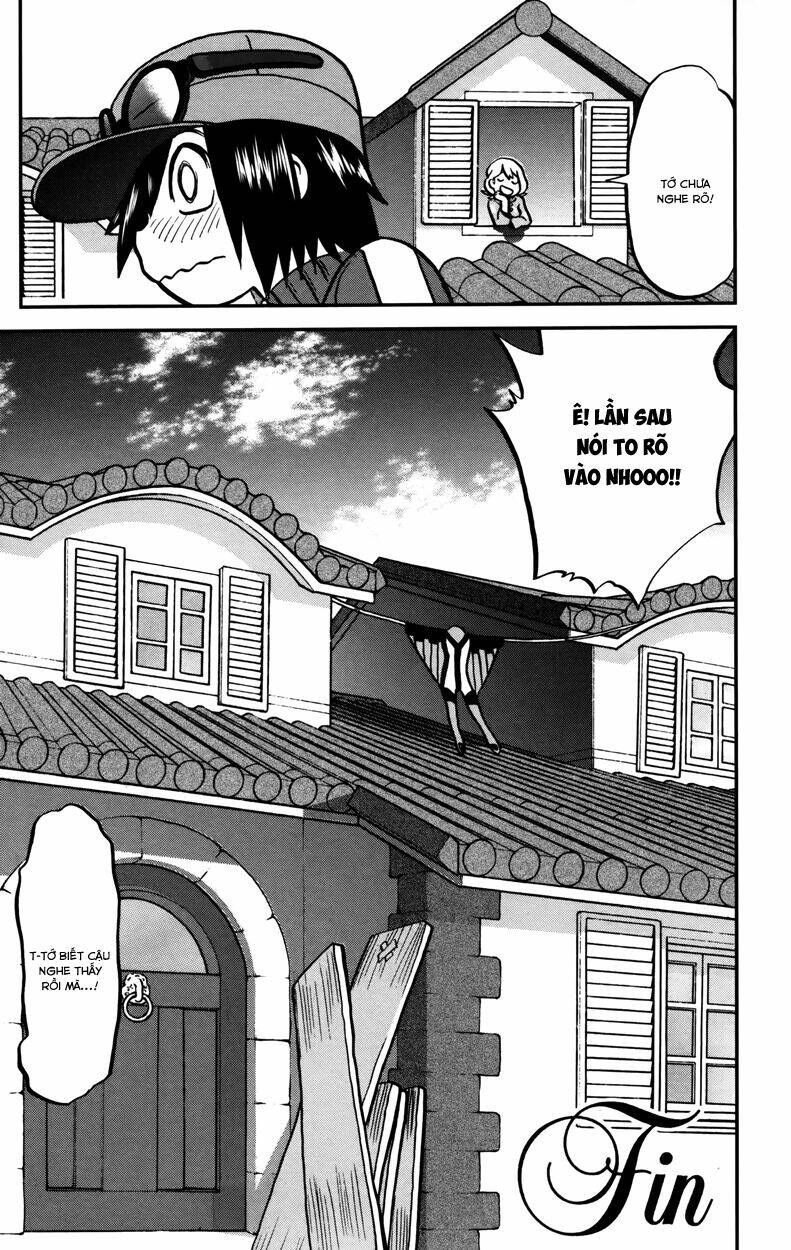 TỚ CHƯA
NGHE RÕ!
Ê! LẦN SAU
NÓI TO RÕ
VÀO NHOOO!!
T-TỚ BIẾT CẬU
NGHE THẤY
RỒI MÀ...!
Fin